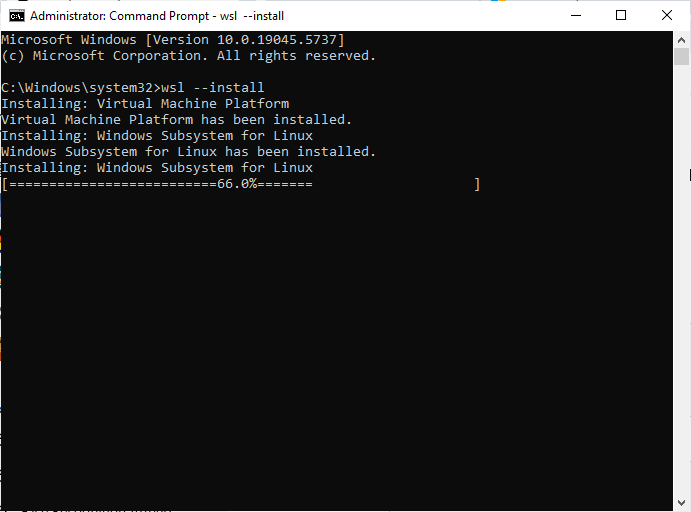 Administrator: Command Prompt - wsl --install
Microsoft Windows [Version 10.0.19045.5737]
(c) Microsoft Corporation. All rights reserved.
C:\Windows\system32>wsl --install
Installing: Virtual Machine Platform
Virtual Machine Platform has been installed.
Installing: Windows Subsystem for Linux
Windows Subsystem for Linux has been installed.
Installing: Windows Subsystem for Linux
[==========================66.0%=======                    ]